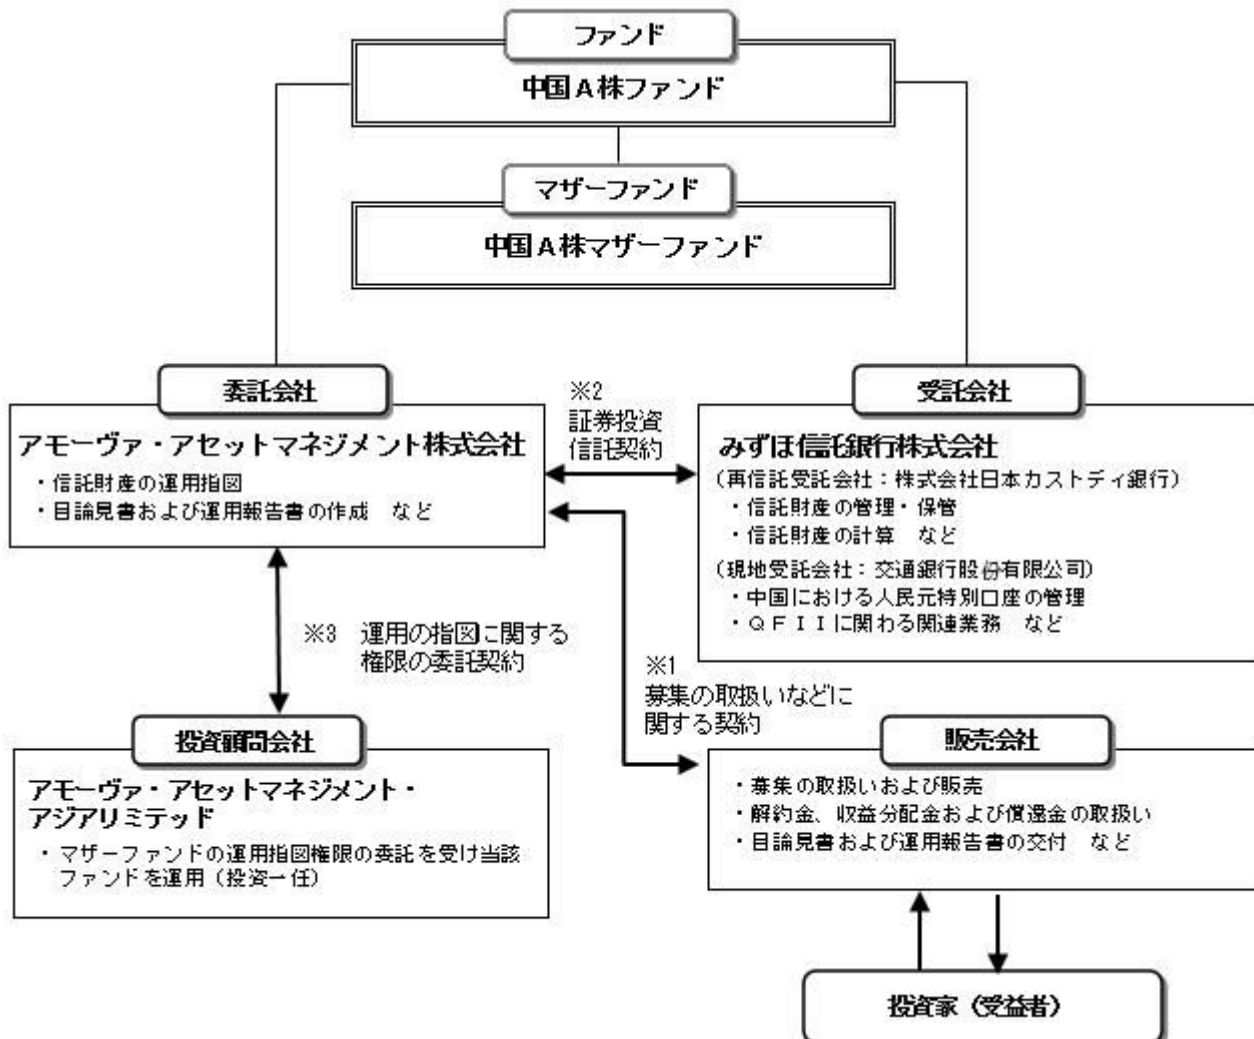 ファンド
中国A株ファンド
マザーファンド
中国A株マザーファンド
委託会社
アモーヴァ・アセットマネジメント株式会社
・信託財産の運用指図
・目論見書および運用報告書の作成　など
※2
証券投資
信託契約
受託会社
みずほ信託銀行株式会社
(再信託受託会社：株式会社日本カストディ銀行)
・信託財産の管理・保管
・信託財産の計算　など
(現地受託会社：交通銀行股份有限公司)
・中国における人民元特別口座の管理
・QFIIに関わる関連業務　など
※3　運用の指図に関する
権限の委託契約
※1
募集の取扱いなどに
関する契約
投資顧問会社
アモーヴァ・アセットマネジメント・
アジアリミテッド
・マザーファンドの運用指図権限の委託を受け当該
ファンドを運用（投資一任）
販売会社
・募集の取扱いおよび販売
・解約金、収益分配金および償還金の取扱い
・目論見書および運用報告書の交付　など
投資家（受益者）